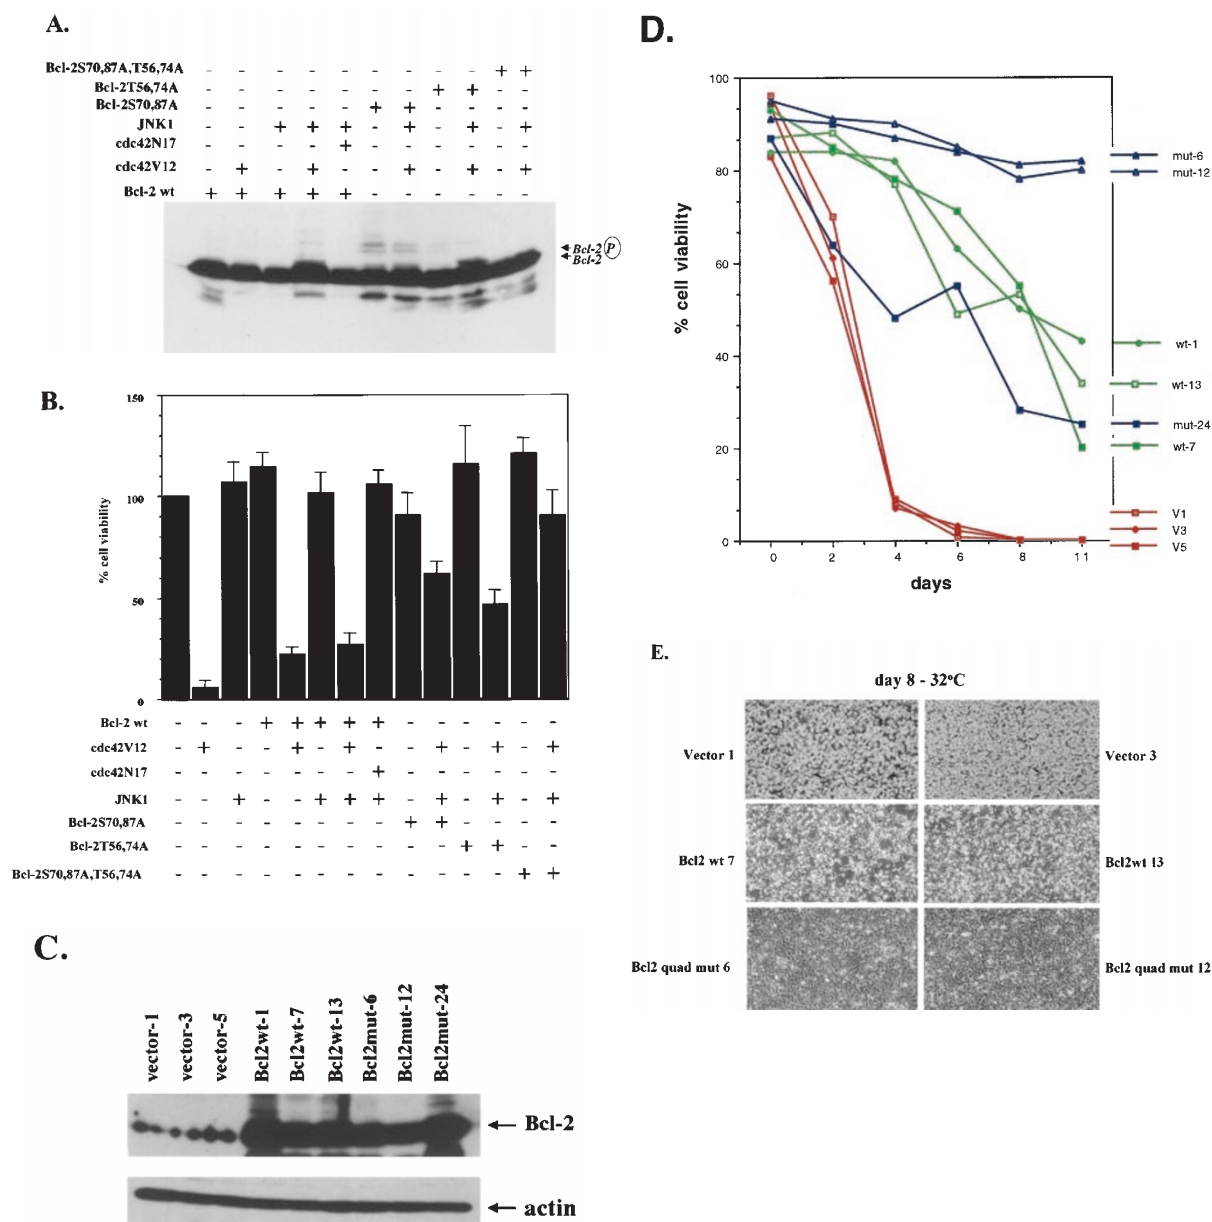 A.
Bcl-2S70,87A,T56,74A - - - - - - - - - + +
Bcl-2T56,74A - - - - - - - + + - -
Bcl-2S70,87A - - - - - + + - - - -
JNK1 - - + + + - + - + - +
cdc42N17 - - - - + - - - - - -
cdc42V12 - + - + - - + - + - +
Bcl-2 wt + + + + + - - - - - -
Bcl-2 P
Bcl-2
B.
% cell viability
150
100
50
0
Bcl-2 wt - - - + + + + + - - - - - -
cdc42V12 - + - - + - + - - + - + - +
cdc42N17 - - - - - - - + - - - - - -
JNK1 - - + - - + + + - + - + - +
Bcl-2S70,87A - - - - - - - - + + - - - -
Bcl-2T56,74A - - - - - - - - - - + + - -
Bcl-2S70,87A,T56,74A - - - - - - - - - - - - + +
C.
vector-1
vector-3
vector-5
Bcl2wt-1
Bcl2wt-7
Bcl2wt-13
Bcl2mut-6
Bcl2mut-12
Bcl2mut-24
Bcl-2
actin
D.
% cell viability
100
80
60
40
20
0
0 2 4 6 8 11
days
mut-6
mut-12
wt-1
wt-13
mut-24
wt-7
V1
V3
V5
E.
day 8 - 32°C
Vector 1
Vector 3
Bcl2 wt 7
Bcl2wt 13
Bcl2 quad mut 6
Bcl2 quad mut 12